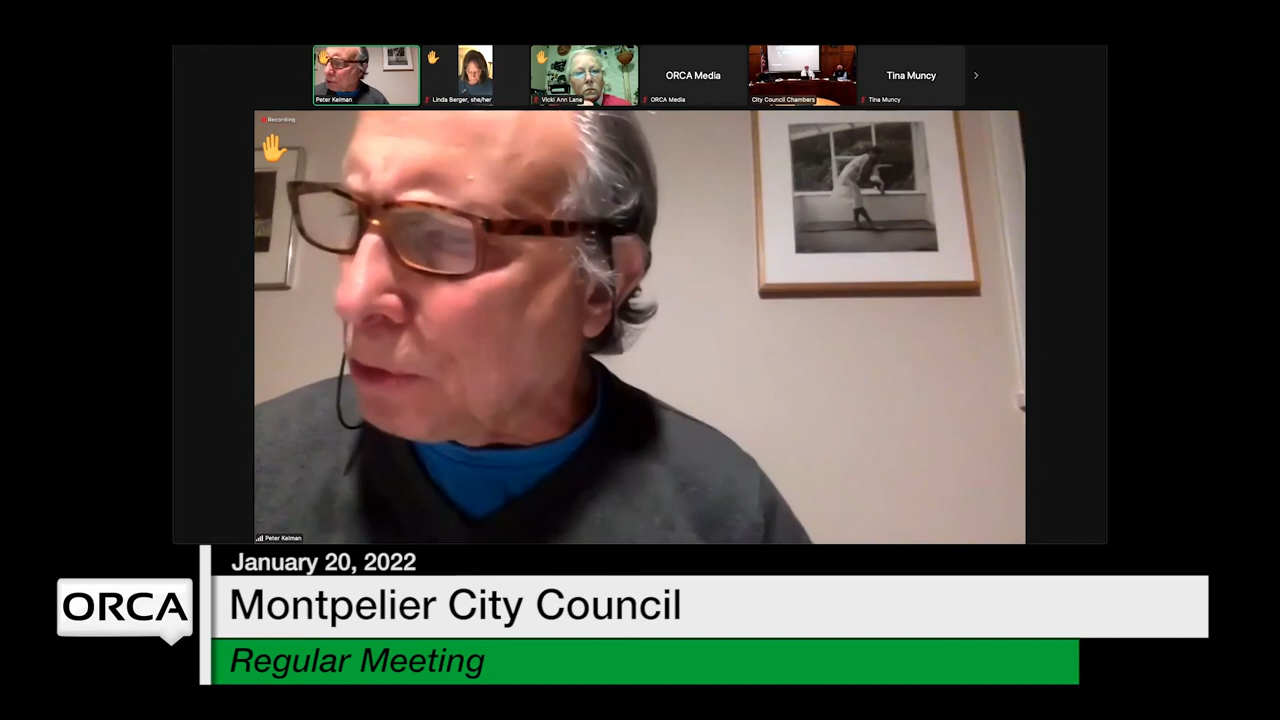 ORCA Media
Tina Muncy
Peter Kelman
Linda Berger, she/her
Vicki Ann Lane
ORCA Media
City Council Chambers
Tina Muncy
Recording
Peter Kelman
January 20, 2022
ORCA
Montpelier City Council
Regular Meeting